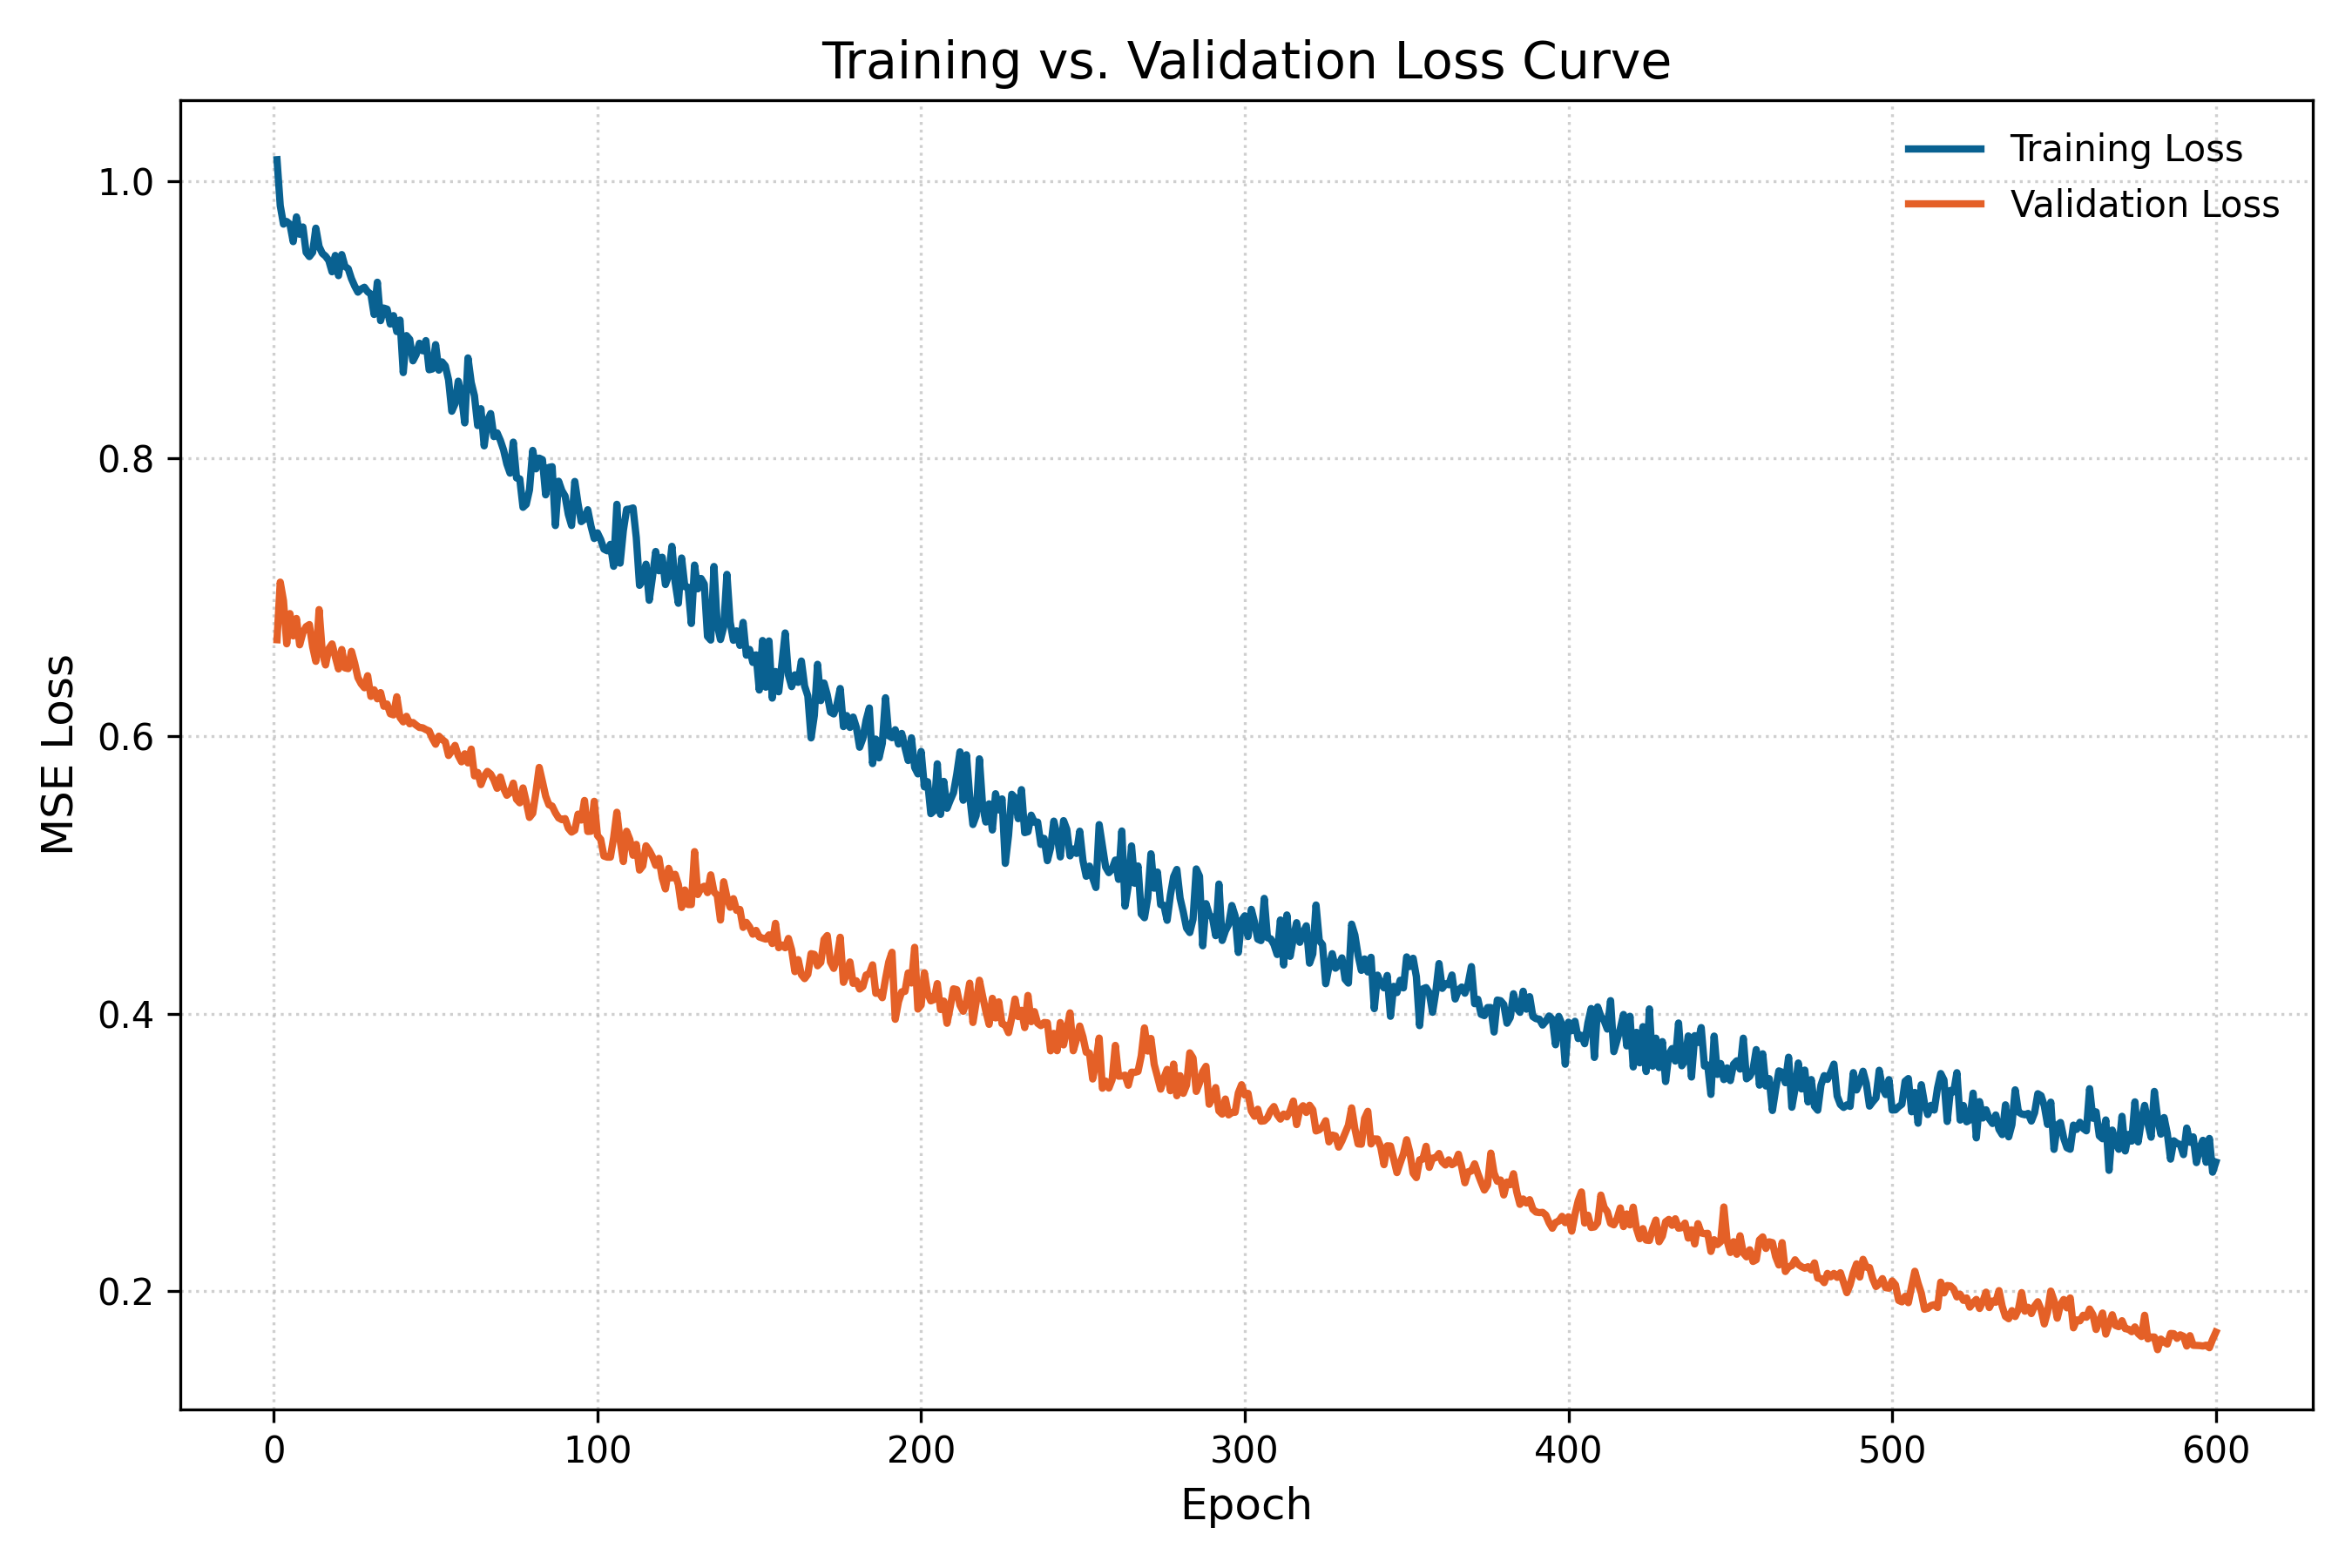 Training vs. Validation Loss Curve
Training Loss
Validation Loss
MSE Loss
1.0
0.8
0.6
0.4
0.2
0 100 200 300 400 500 600
Epoch